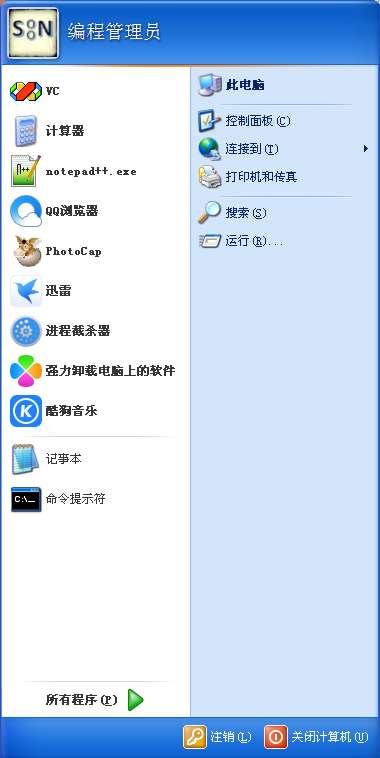 SOON
编程管理员
VC
计算器
notepad++.exe
QQ浏览器
PhotoCap
迅雷
进程截杀器
强力卸载电脑上的软件
酷狗音乐
记事本
C:\_
命令提示符
所有程序(P)
此电脑
控制面板(C)
连接到(T)
打印机和传真
搜索(S)
运行(R)...
注销(L)
关闭计算机(U)